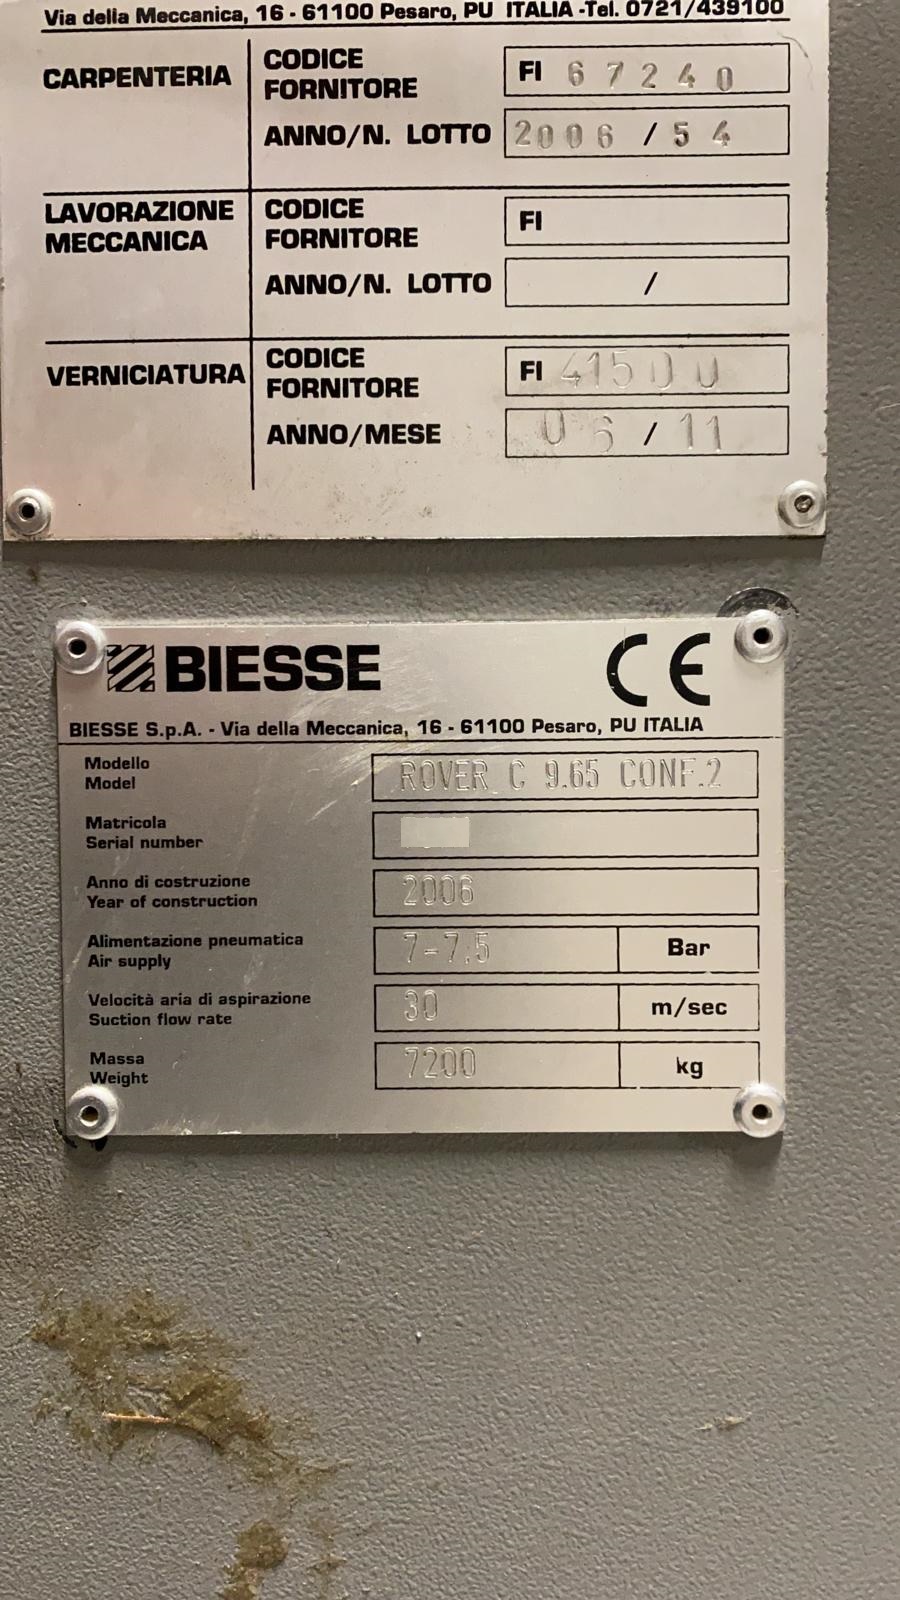 Via della Meccanica, 16 - 61100 Pesaro, PU ITALIA -Tel. 0721/439100
CARPENTERIA
CODICE
FORNITORE
FI 67240
ANNO/N. LOTTO
2006 / 54
LAVORAZIONE
MECCANICA
CODICE
FORNITORE
FI
ANNO/N. LOTTO
/
VERNICIATURA
CODICE
FORNITORE
FI 41500
ANNO/MESE
06 / 11
BIESSE
CE
BIESSE S.p.A. - Via della Meccanica, 16 - 61100 Pesaro, PU ITALIA
Modello
Model
ROVER C 9.65 CONF.2
Matricola
Serial number
Anno di costruzione
Year of construction
2006
Alimentazione pneumatica
Air supply
7-7.5 Bar
Velocità aria di aspirazione
Suction flow rate
30 m/sec
Massa
Weight
7200 kg